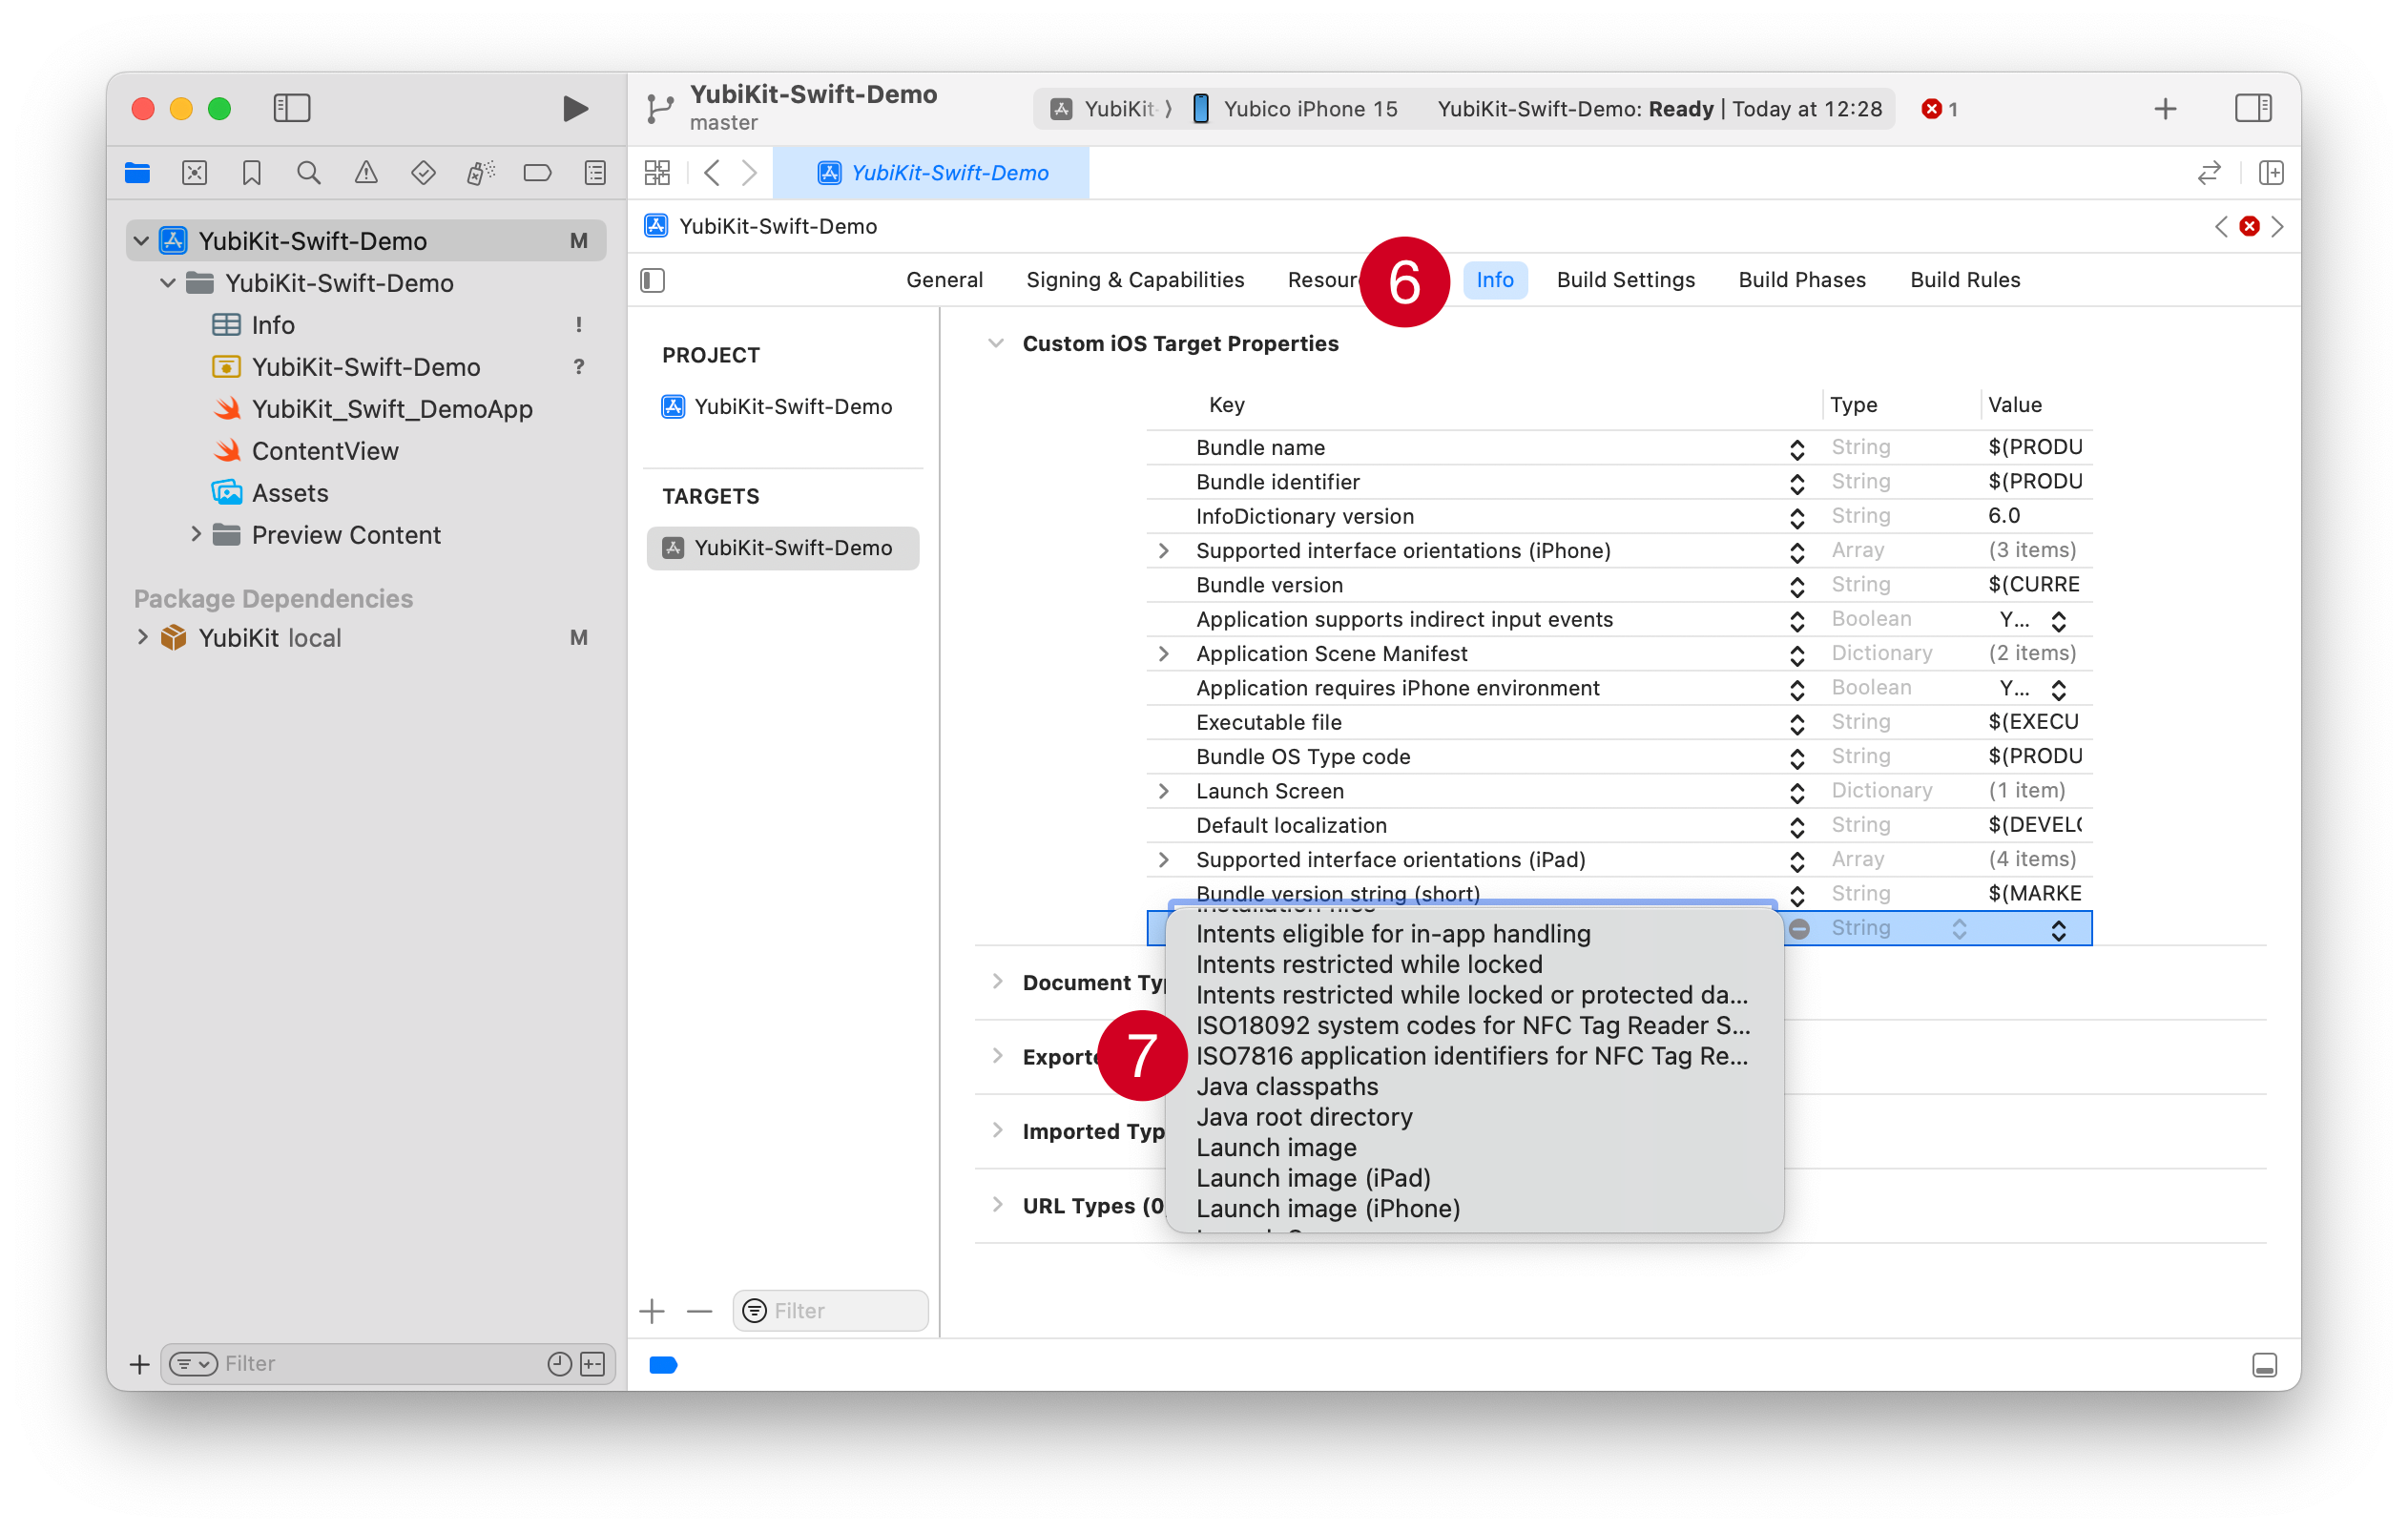 YubiKit-Swift-Demo
master
YubiKit- Yubico iPhone 15 YubiKit-Swift-Demo: Ready | Today at 12:28 1
YubiKit-Swift-Demo
YubiKit-Swift-Demo M
YubiKit-Swift-Demo
YubiKit-Swift-Demo
Info !
YubiKit-Swift-Demo ?
YubiKit_Swift_DemoApp
ContentView
Assets
Preview Content
Package Dependencies
YubiKit local M
Filter
General Signing & Capabilities Resour 6 Info Build Settings Build Phases Build Rules
PROJECT
YubiKit-Swift-Demo
TARGETS
YubiKit-Swift-Demo
Filter
Custom iOS Target Properties
Key Type Value
Bundle name String $(PRODU
Bundle identifier String $(PRODU
InfoDictionary version String 6.0
Supported interface orientations (iPhone) Array (3 items)
Bundle version String $(CURRE
Application supports indirect input events Boolean Y...
Application Scene Manifest Dictionary (2 items)
Application requires iPhone environment Boolean Y...
Executable file String $(EXECU
Bundle OS Type code String $(PRODU
Launch Screen Dictionary (1 item)
Default localization String $(DEVEL
Supported interface orientations (iPad) Array (4 items)
Bundle version string (short) String $(MARKE
String
Intents eligible for in-app handling
Intents restricted while locked
Intents restricted while locked or protected da...
ISO18092 system codes for NFC Tag Reader S...
7 ISO7816 application identifiers for NFC Tag Re...
Java classpaths
Java root directory
Launch image
Launch image (iPad)
Launch image (iPhone)
Document Ty
Exporte
Imported Typ
URL Types (0